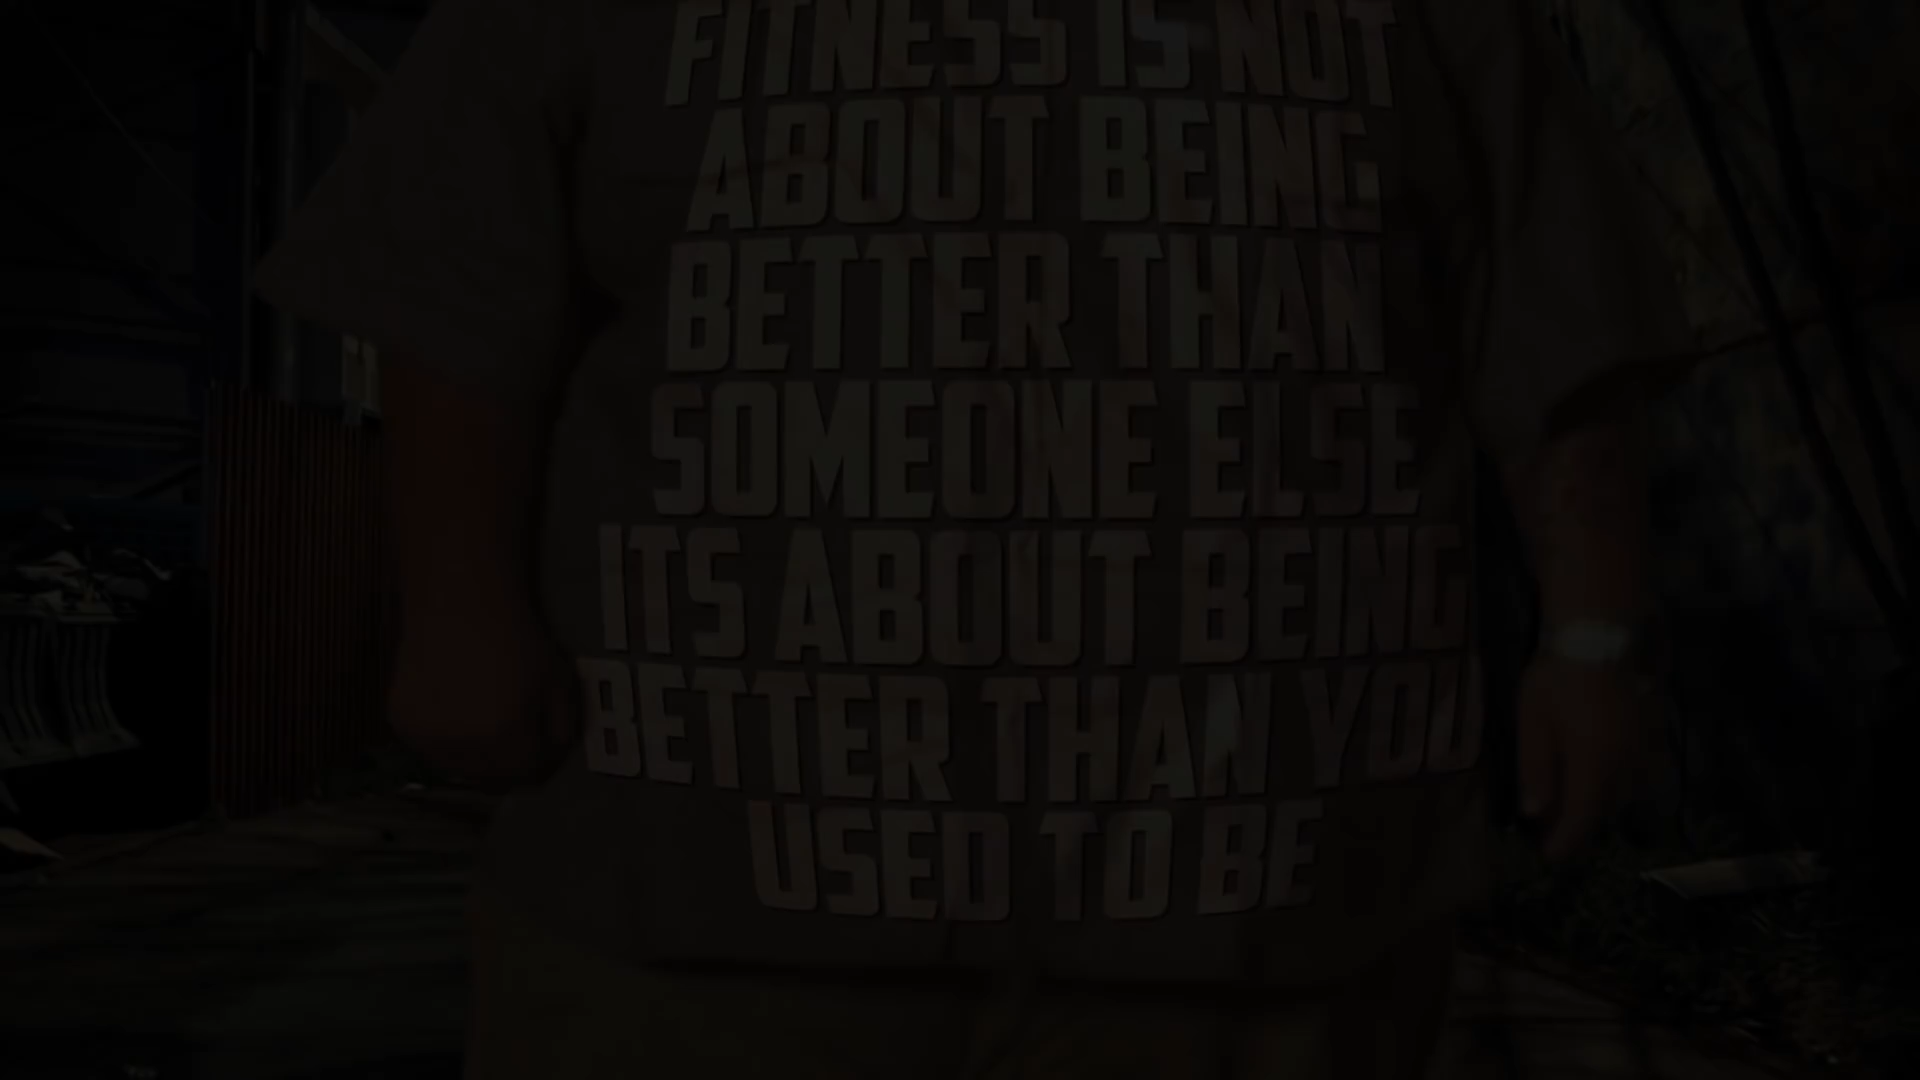 FITNESS IS NOT
ABOUT BEING
BETTER THAN
SOMEONE ELSE
ITS ABOUT BEING
BETTER THAN YOU
USED TO BE